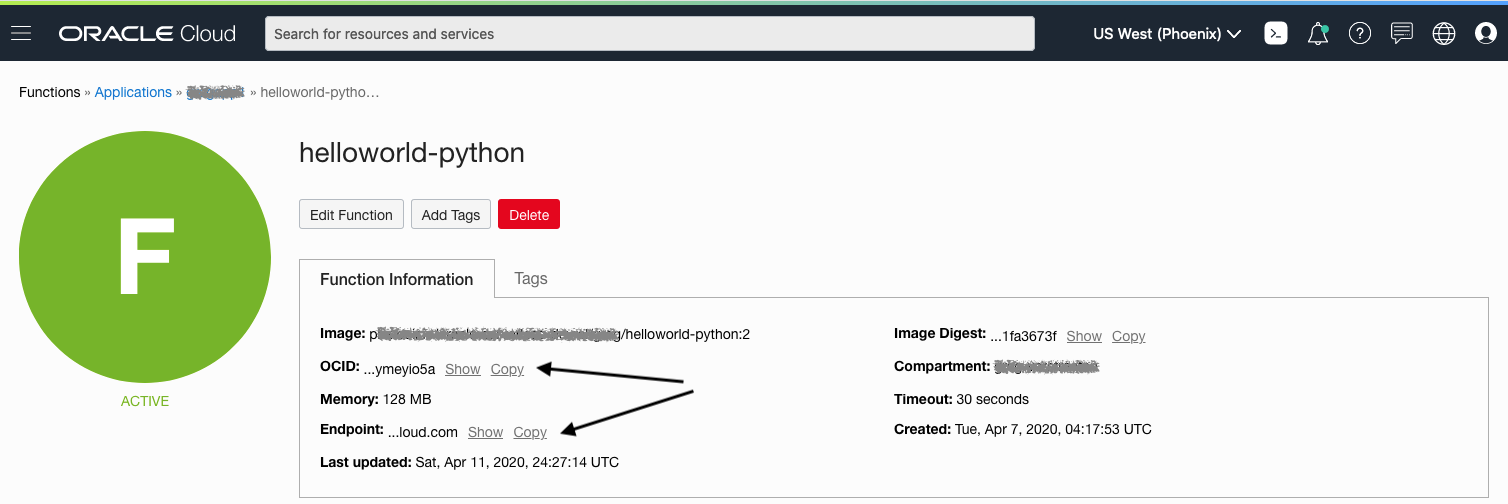 ORACLE Cloud
Search for resources and services
US West (Phoenix)
Functions » Applications » » helloworld-pytho…
F
ACTIVE
helloworld-python
Edit Function
Add Tags
Delete
Function Information
Tags
Image: /helloworld-python:2
OCID: ...ymeyio5a Show Copy
Memory: 128 MB
Endpoint: ...loud.com Show Copy
Last updated: Sat, Apr 11, 2020, 24:27:14 UTC
Image Digest: ...1fa3673f Show Copy
Compartment:
Timeout: 30 seconds
Created: Tue, Apr 7, 2020, 04:17:53 UTC